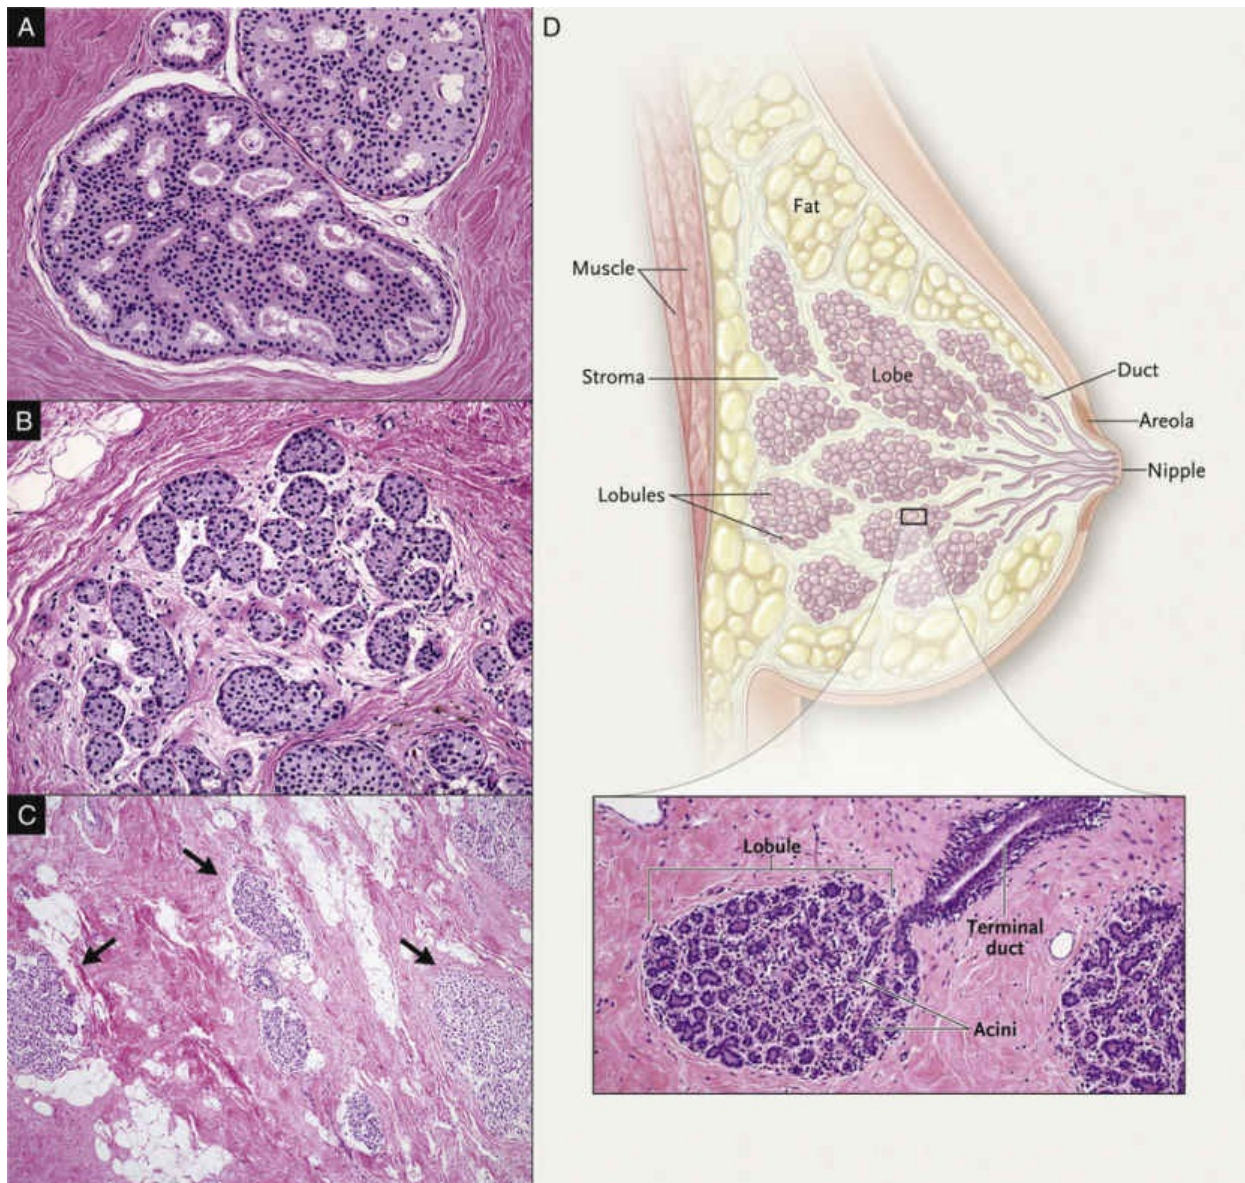 A
B
C
D
Fat
Muscle
Stroma
Lobe
Duct
Areola
Nipple
Lobules
Lobule
Terminal
duct
Acini